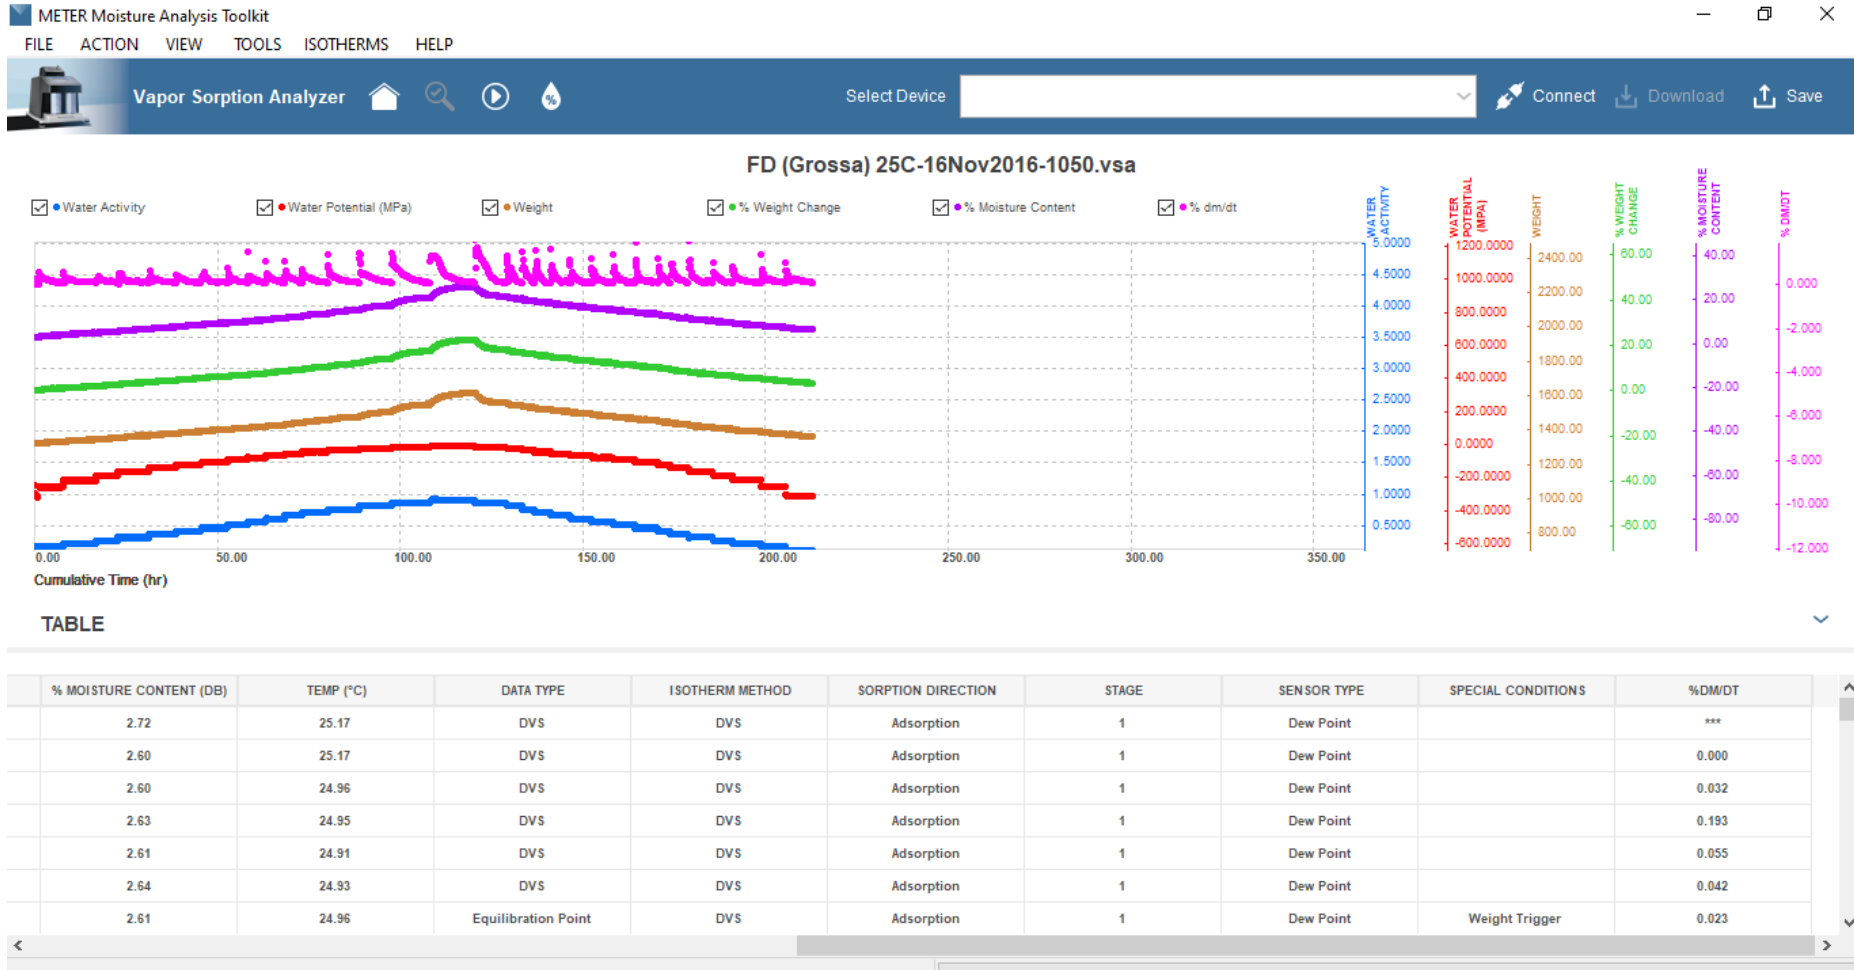 METER Moisture Analysis Toolkit
FILE ACTION VIEW TOOLS ISOTHERMS HELP
Vapor Sorption Analyzer % Select Device Connect Download Save
FD (Grossa) 25C-16Nov2016-1050.vsa
Water Activity Water Potential (MPa) Weight % Weight Change % Moisture Content % dm/dt
WATER ACTIVITY
5.0000
4.5000
4.0000
3.5000
3.0000
2.5000
2.0000
1.5000
1.0000
0.5000
WATER POTENTIAL (MPA)
1200.0000
1000.0000
800.0000
600.0000
400.0000
200.0000
0.0000
-200.0000
-400.0000
-600.0000
WEIGHT
2400.00
2200.00
2000.00
1800.00
1600.00
1400.00
1200.00
1000.00
800.00
% WEIGHT CHANGE
60.00
40.00
20.00
0.00
-20.00
-40.00
-60.00
% MOISTURE CONTENT
40.00
20.00
0.00
-20.00
-40.00
-60.00
-80.00
% DM/DT
0.000
-2.000
-4.000
-6.000
-8.000
-10.000
-12.000
0.00 50.00 100.00 150.00 200.00 250.00 300.00 350.00
Cumulative Time (hr)
TABLE
% MOISTURE CONTENT (DB) TEMP (°C) DATA TYPE ISOTHERM METHOD SORPTION DIRECTION STAGE SENSOR TYPE SPECIAL CONDITIONS %DM/DT
2.72 25.17 DVS DVS Adsorption 1 Dew Point ***
2.60 25.17 DVS DVS Adsorption 1 Dew Point 0.000
2.60 24.96 DVS DVS Adsorption 1 Dew Point 0.032
2.63 24.95 DVS DVS Adsorption 1 Dew Point 0.193
2.61 24.91 DVS DVS Adsorption 1 Dew Point 0.055
2.64 24.93 DVS DVS Adsorption 1 Dew Point 0.042
2.61 24.96 Equilibration Point DVS Adsorption 1 Dew Point Weight Trigger 0.023